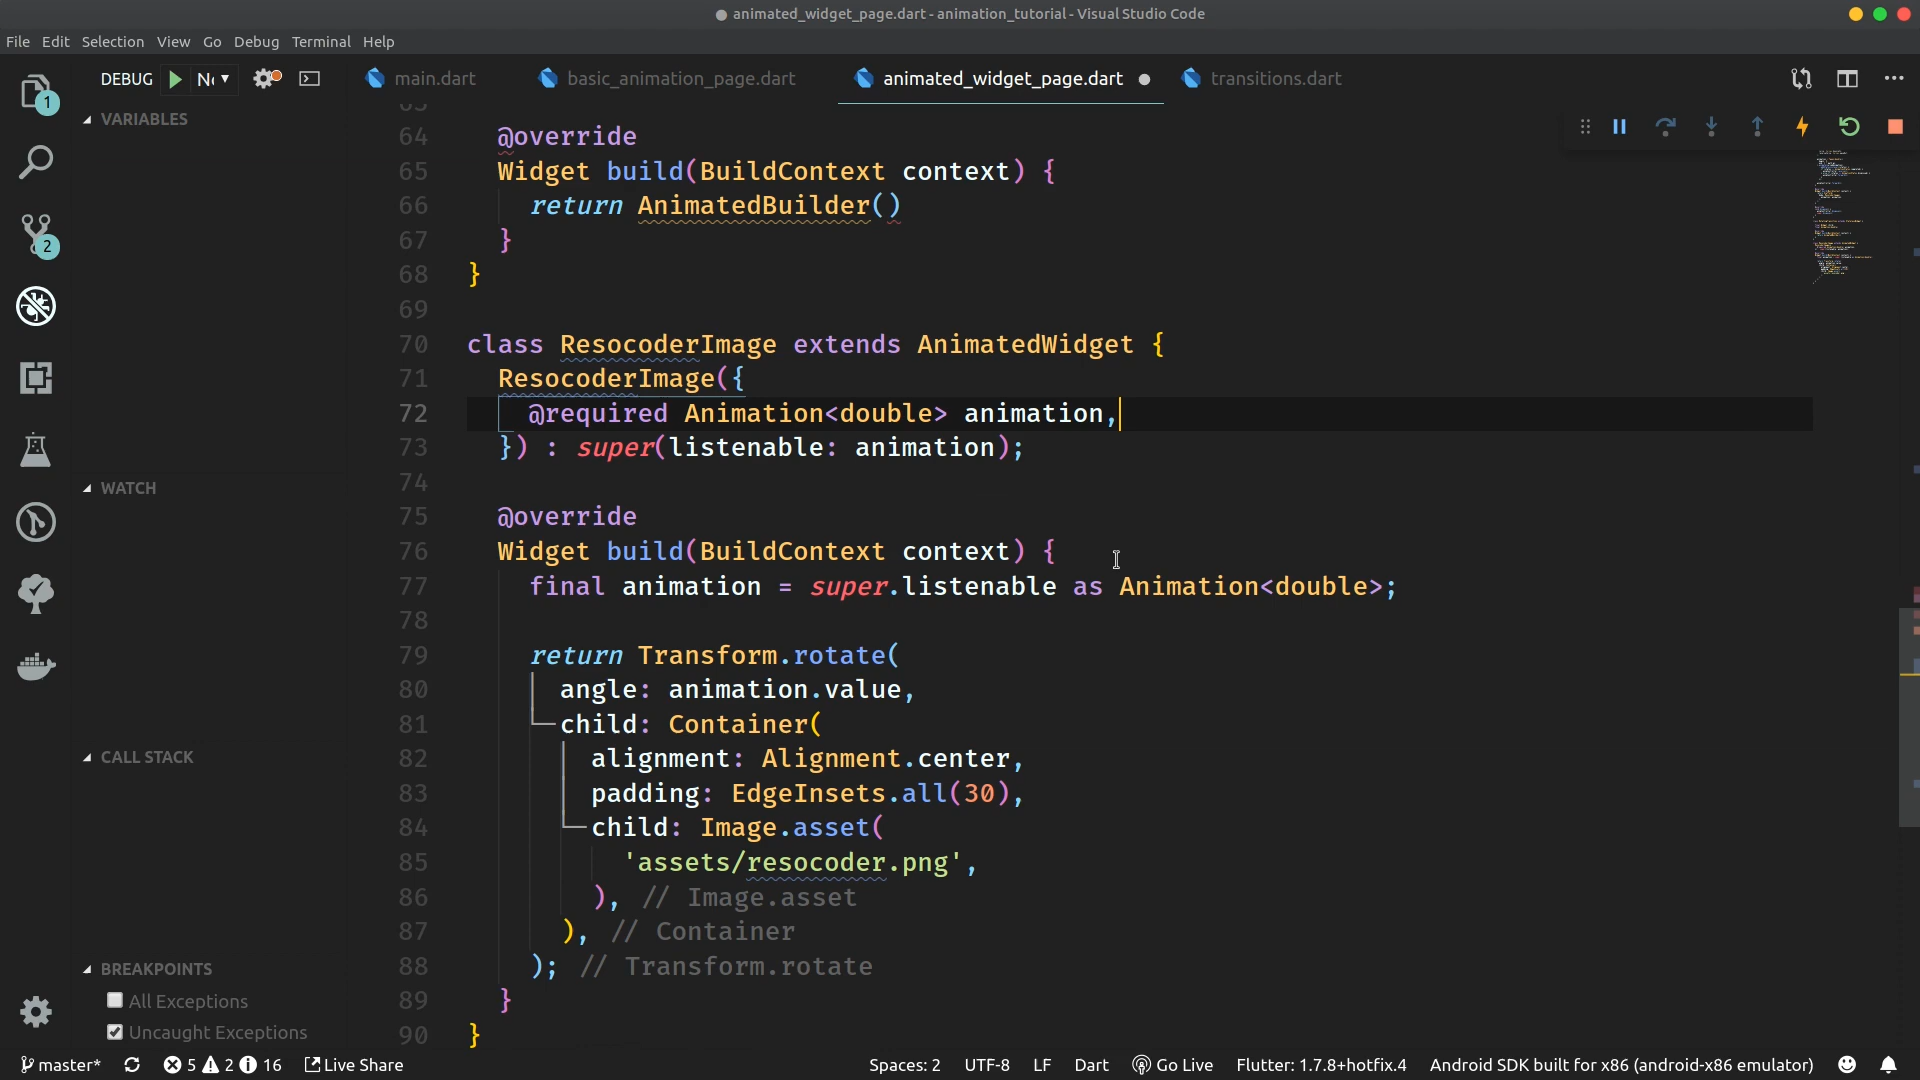 animated_widget_page.dart - animation_tutorial - Visual Studio Code
File Edit Selection View Go Debug Terminal Help
DEBUG
main.dart
basic_animation_page.dart
animated_widget_page.dart
transitions.dart
VARIABLES
1
2
64 @override
65 Widget build(BuildContext context) {
66 return AnimatedBuilder()
67 }
68 }
69
70 class ResocoderImage extends AnimatedWidget {
71 ResocoderImage({
72 @required Animation<double> animation,
73 }) : super(listenable: animation);
74
75 @override
76 Widget build(BuildContext context) {
77 final animation = super.listenable as Animation<double>;
78
79 return Transform.rotate(
80 angle: animation.value,
81 child: Container(
82 alignment: Alignment.center,
83 padding: EdgeInsets.all(30),
84 child: Image.asset(
85 'assets/resocoder.png',
86 ), // Image.asset
87 ), // Container
88 ); // Transform.rotate
89 }
90 }
WATCH
CALL STACK
BREAKPOINTS
All Exceptions
Uncaught Exceptions
master* 5 2 16 Live Share Spaces: 2 UTF-8 LF Dart Go Live Flutter: 1.7.8+hotfix.4 Android SDK built for x86 (android-x86 emulator)